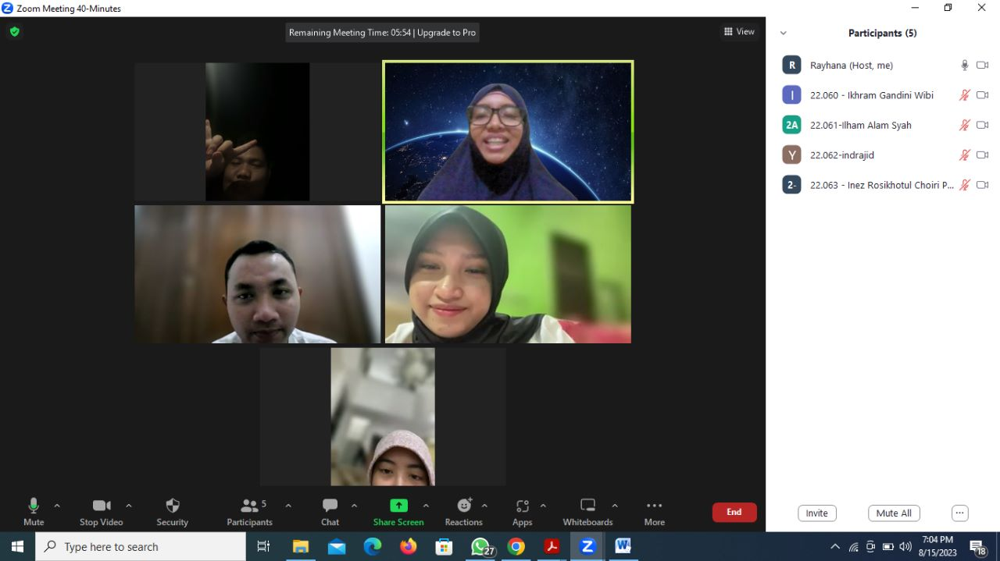 Zoom Meeting 40-Minutes
Remaining Meeting Time: 05:54 | Upgrade to Pro
View
Participants (5)
R Rayhana (Host, me)
I 22.060 - Ikhram Gandini Wibi
2A 22.061-Ilham Alam Syah
Y 22.062-indrajid
2- 22.063 - Inez Rosikhotul Choiri P...
Mute
Stop Video
Security
Participants 5
Chat
Share Screen
Reactions
Apps
Whiteboards
More
End
Invite
Mute All
Type here to search
27
7:04 PM
8/15/2023
18